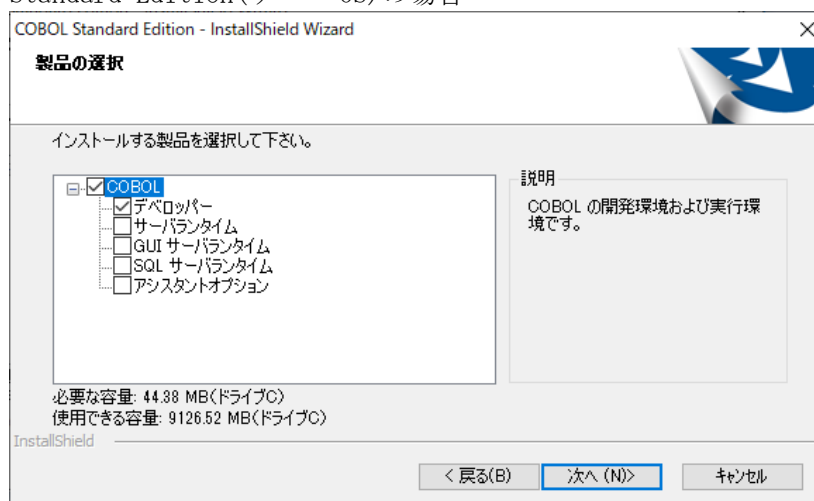 COBOL Standard Edition - InstallShield Wizard
製品の選択
インストールする製品を選択して下さい。
COBOL
デベロッパー
サーバランタイム
GUI サーバランタイム
SQL サーバランタイム
アシスタントオプション
説明
COBOL の開発環境および実行環
境です。
必要な容量: 44.38 MB(ドライブC)
使用できる容量: 9126.52 MB(ドライブC)
InstallShield
< 戻る(B)
次へ (N)>
キャンセル